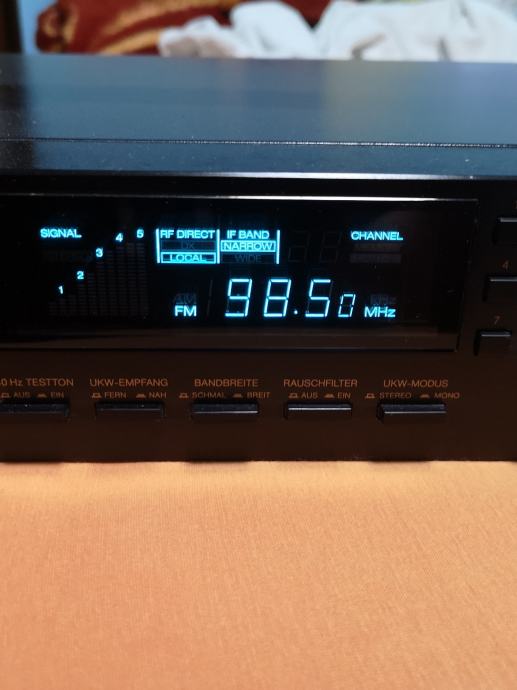 SIGNAL
1
2
3
4
5
RF DIRECT
DX
LOCAL
IF BAND
NARROW
WIDE
CHANNEL
FM 98.50 MHz
4
7
0 Hz TESTTON UKW-EMPFANG BANDBREITE RAUSCHFILTER UKW-MODUS
AUS EIN FERN NAH SCHMAL BREIT AUS EIN STEREO MONO